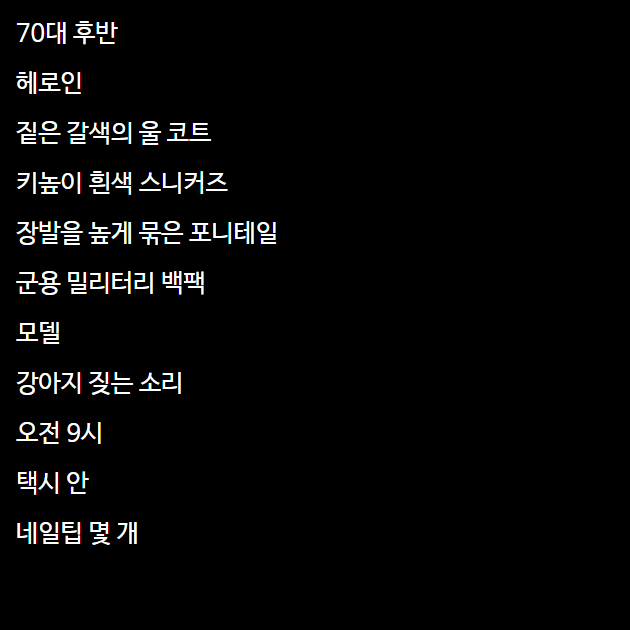 70대 후반
헤로인
짙은 갈색의 울 코트
키높이 흰색 스니커즈
장발을 높게 묶은 포니테일
군용 밀리터리 백팩
모델
강아지 짖는 소리
오전 9시
택시 안
네일팁 몇 개